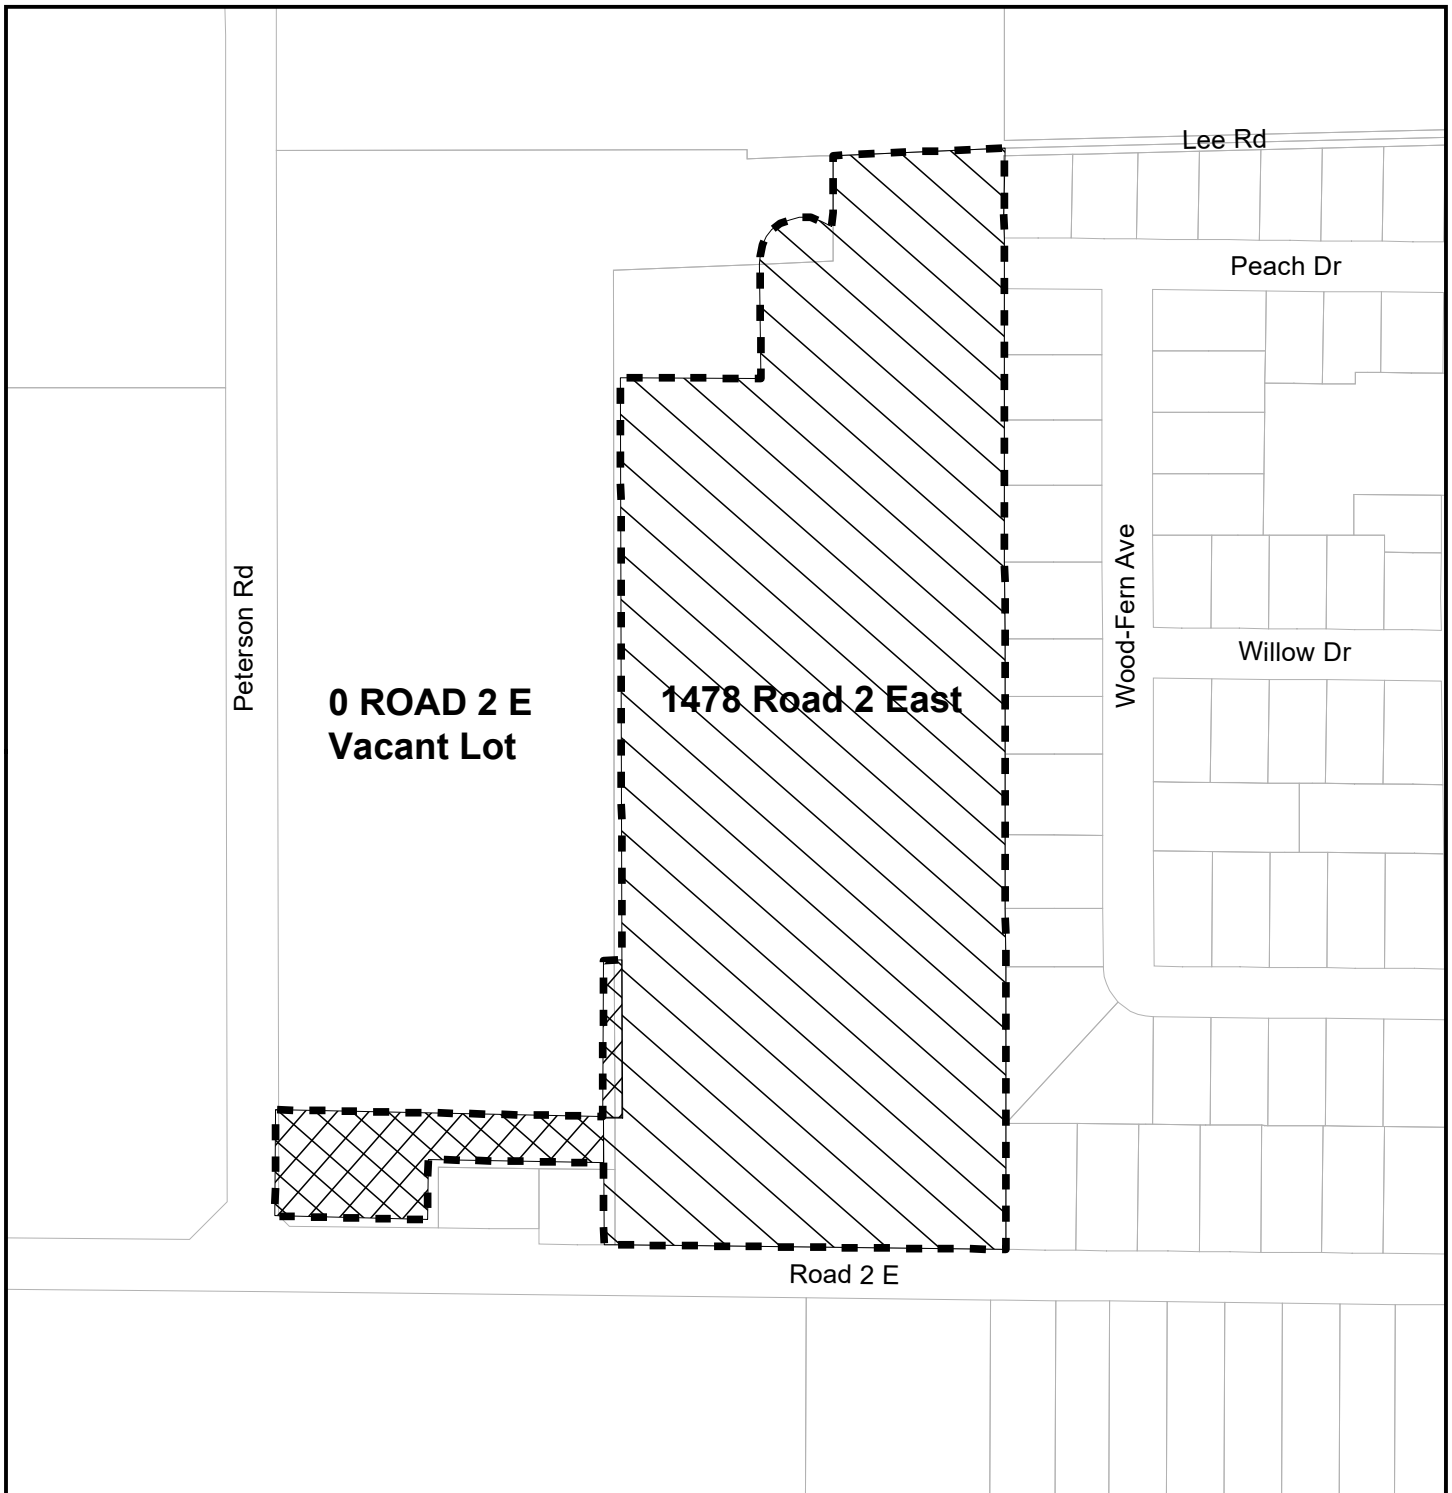 Lee Rd
Peach Dr
Peterson Rd
Wood-Fern Ave
Willow Dr
0 ROAD 2 E
Vacant Lot
1478 Road 2 East
Road 2 E